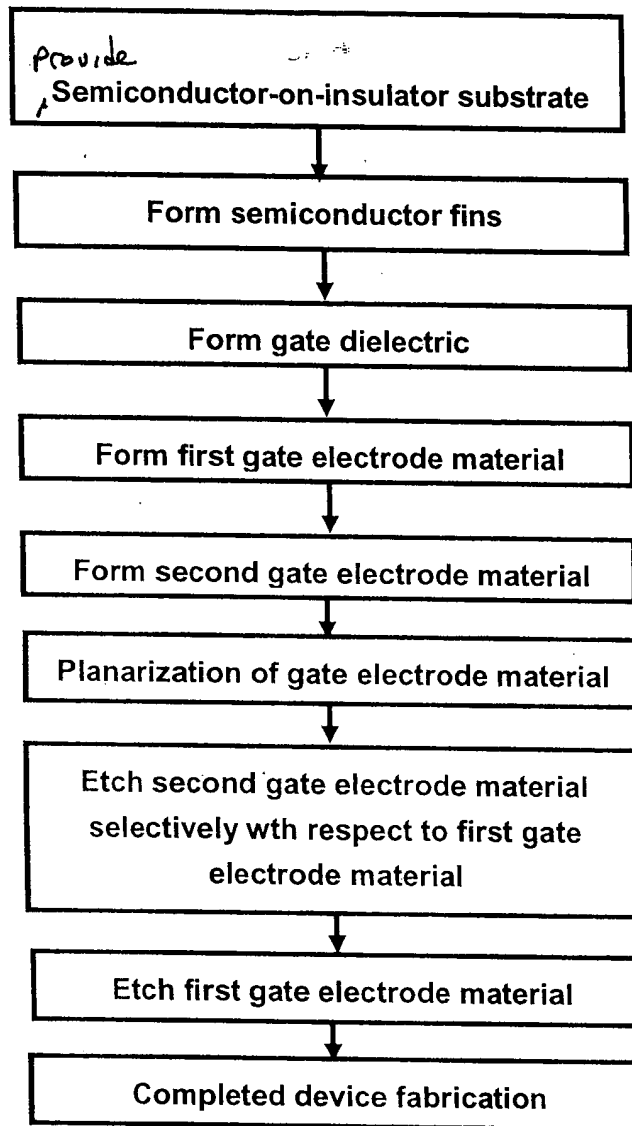 Provide
Semiconductor-on-insulator substrate
Form semiconductor fins
Form gate dielectric
Form first gate electrode material
Form second gate electrode material
Planarization of gate electrode material
Etch second gate electrode material
selectively wth respect to first gate
electrode material
Etch first gate electrode material
Completed device fabrication